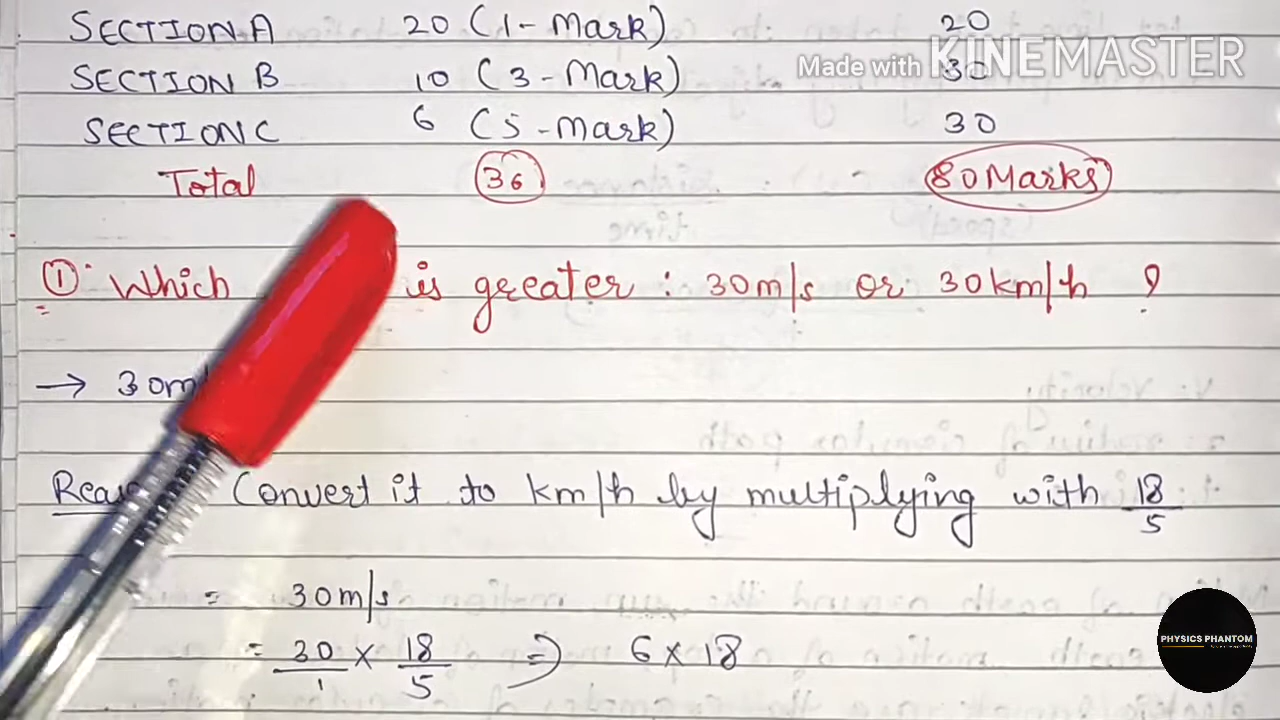 SECTION A 20 (1-Mark) 20
Made with KINEMASTER
SECTION B 10 (3-Mark) 30
SECTION C 6 (5-Mark) 30
Total 36 80 Marks
① Which is greater : 30m/s or 30km/h ?
→ 30m/
Convert it to km/h by multiplying with 18/5
= 30m/s
= 30/1 × 18/5 ⇒ 6 × 18
PHYSICS PHANTOM